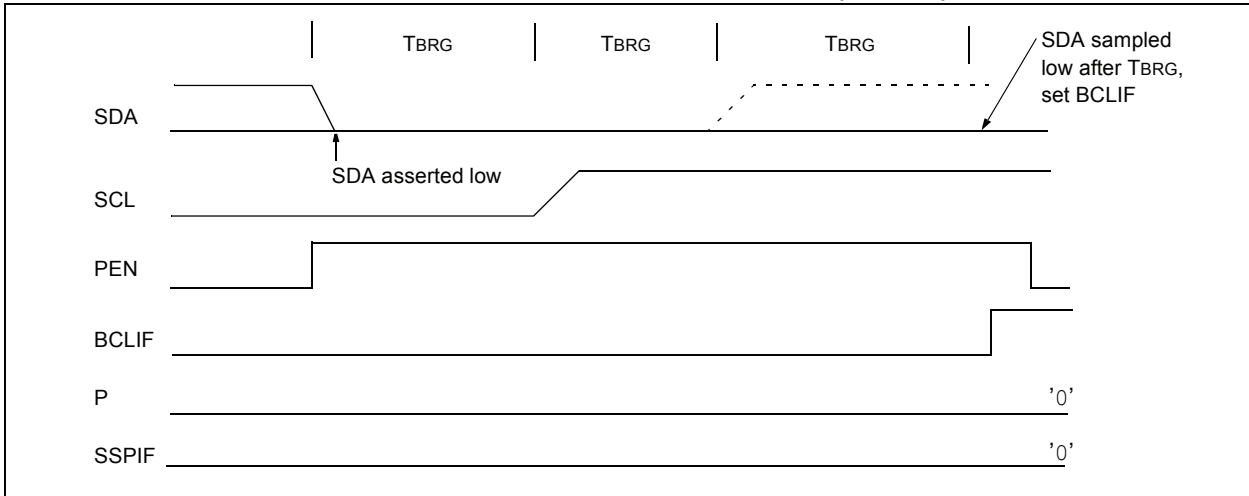 TBRG TBRG TBRG
SDA sampled
low after TBRG,
set BCLIF
SDA
SDA asserted low
SCL
PEN
BCLIF
P '0'
SSPIF '0'